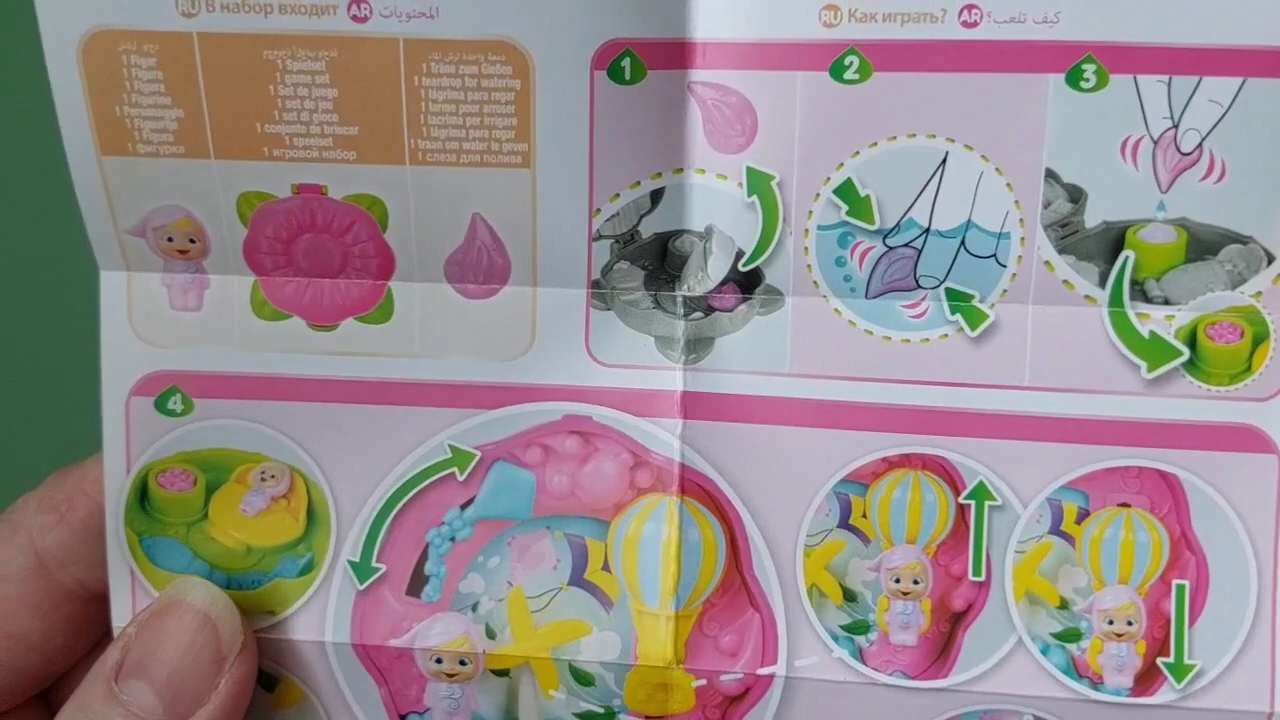 RU В набор входит AR المحتويات
RU Как играть? AR كيف تلعب؟
1 Figur
1 Figure
1 Figura
1 Figurine
1 Personaggio
1 Figura
1 фигурка
1 Spielset
1 game set
1 Set de juego
1 set de jeu
1 set di gioco
1 conjunto de brincar
1 speelset
1 игровой набор
1 Träne zum Gießen
1 teardrop for watering
1 lágrima para regar
1 larme pour arroser
1 lacrima per irrigare
1 lágrima para regar
1 traan om water te geven
1 слеза для полива
1
2
3
4